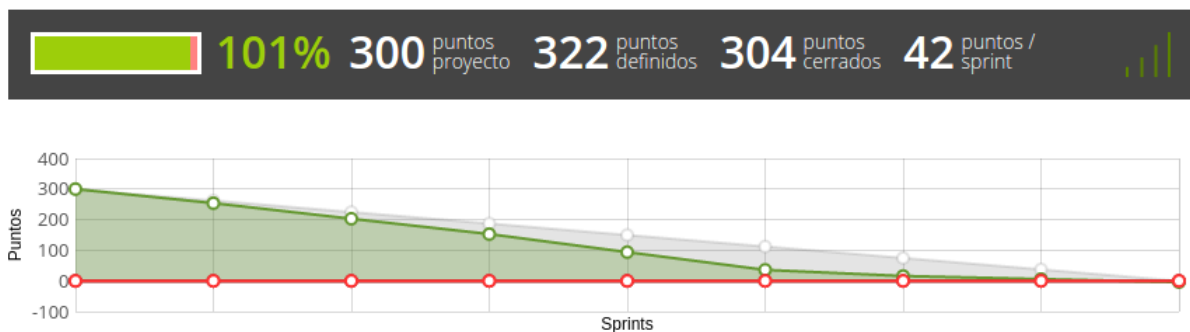 101% 300 puntos proyecto 322 puntos definidos 304 puntos cerrados 42 puntos / sprint
400
300
200
100
0
-100
Puntos
Sprints